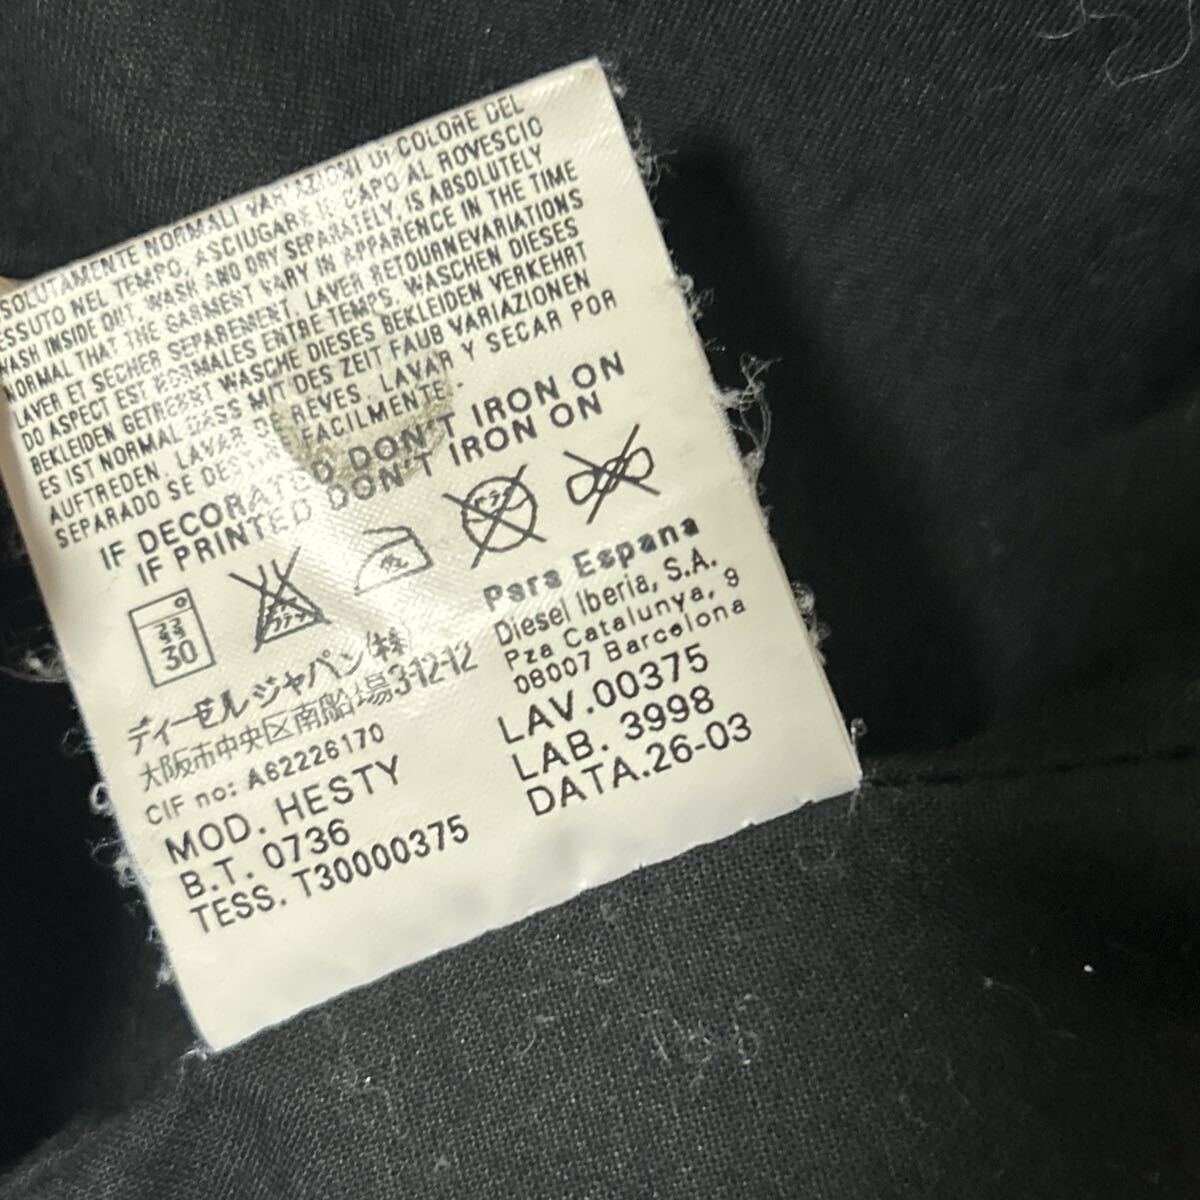 SOLUTAMENTE NORMALI VARIAZIONI DI COLORE DEL
ESSUTO NEL TEMPO, ASCIUGARE IL CAPO AL ROVESCIO
WASH INSIDE OUT, WASH AND DRY SEPARATELY, IS ABSOLUTELY
NORMAL THAT THE GARMEST VARY IN APPARENCE IN THE TIME
LAVER ET SECHER SEPAREMENT, LAVER RETOURNEVARIATIONS
DO ASPECT EST NORMALES ENTRE TEMPS. WASCHEN DIESES
BEKLEIDEN GETRENNT WASCHE DIESES BEKLEIDEN VERKEHRT
ES IST NORMAL DASS MIT DES ZEIT FAUB VARIAZIONEN
AUFTREDEN. LAVAR DE REVES. LAVAR Y SECAR POR
SEPARADO SE DESTINE FACILMENTE.
IF DECORATED DON'T IRON ON
IF PRINTED DON'T IRON ON
30
Para Espana
Diesel Iberia, S.A.
Pza Catalunya, 9
08007 Barcelona
LAV.00375
LAB. 3998
DATA.26-03
ディーゼルジャパン(株)
大阪市中央区南船場3-12-12
CIF no: A62226170
MOD. HESTY
B.T. 0736
TESS. T30000375